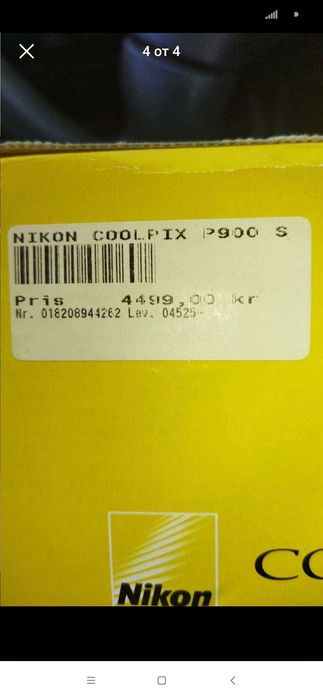 4 от 4
NIKON COOLPIX P900 S
Pris 4499,00 kr
Nr. 018208944262 Lev. 04525-
Nikon
CO